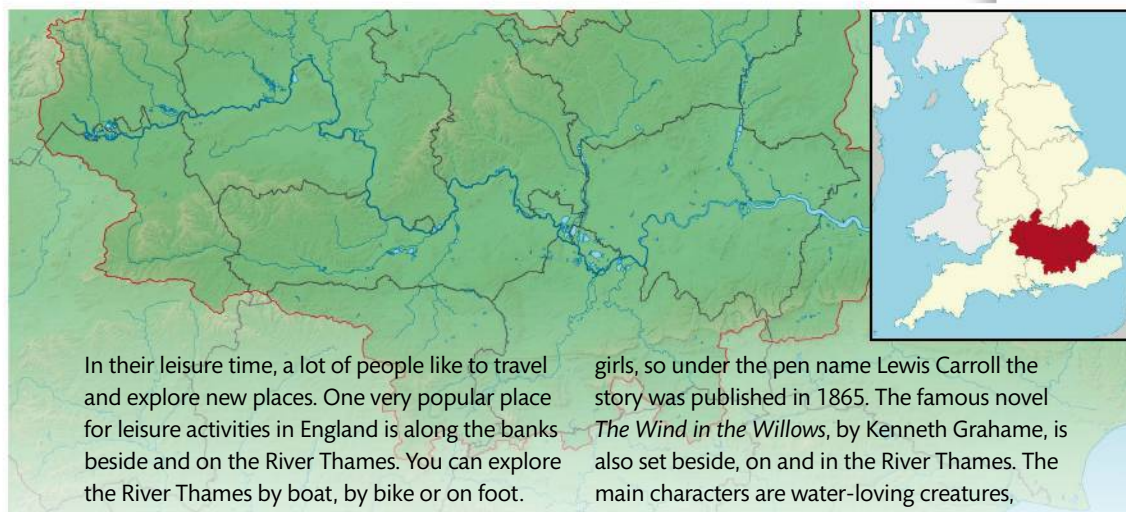 In their leisure time, a lot of people like to travel
and explore new places. One very popular place
for leisure activities in England is along the banks
beside and on the River Thames. You can explore
the River Thames by boat, by bike or on foot.
girls, so under the pen name Lewis Carroll the
story was published in 1865. The famous novel
The Wind in the Willows, by Kenneth Grahame, is
also set beside, on and in the River Thames. The
main characters are water-loving creatures,